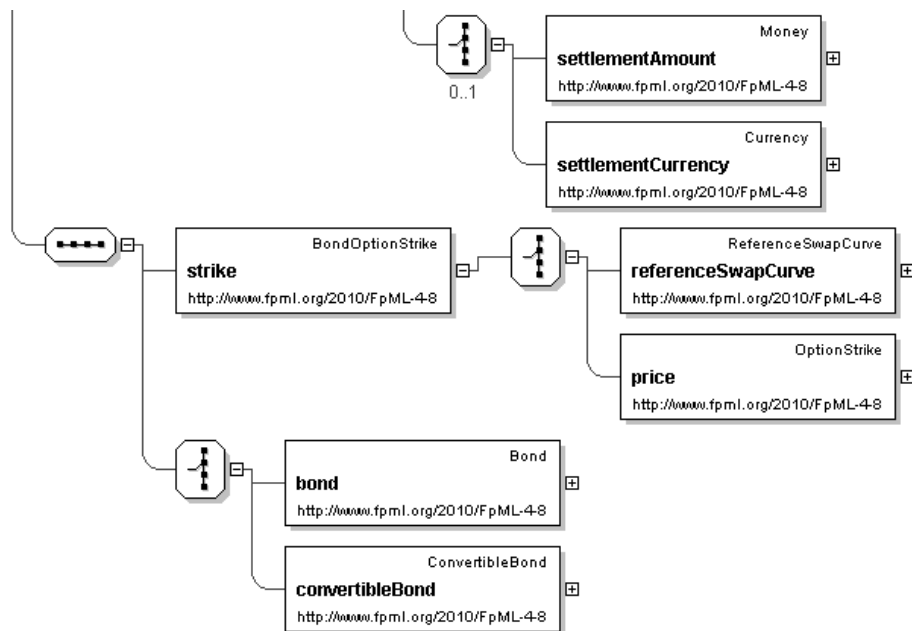 Money
settlementAmount
http://www.fpml.org/2010/FpML-4-8
0..1
Currency
settlementCurrency
http://www.fpml.org/2010/FpML-4-8
BondOptionStrike
strike
http://www.fpml.org/2010/FpML-4-8
ReferenceSwapCurve
referenceSwapCurve
http://www.fpml.org/2010/FpML-4-8
OptionStrike
price
http://www.fpml.org/2010/FpML-4-8
Bond
bond
http://www.fpml.org/2010/FpML-4-8
ConvertibleBond
convertibleBond
http://www.fpml.org/2010/FpML-4-8